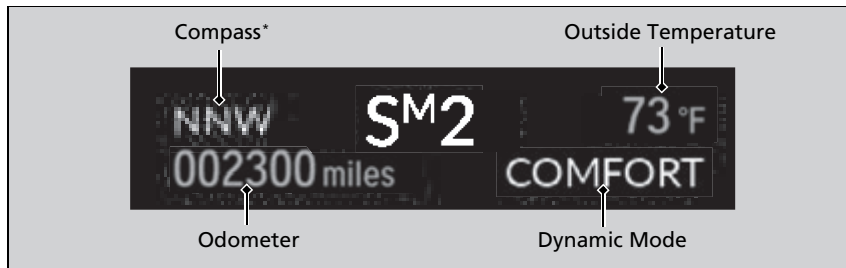 Compass* Outside Temperature
NNW SM2 73 °F
002300 miles COMFORT
Odometer Dynamic Mode